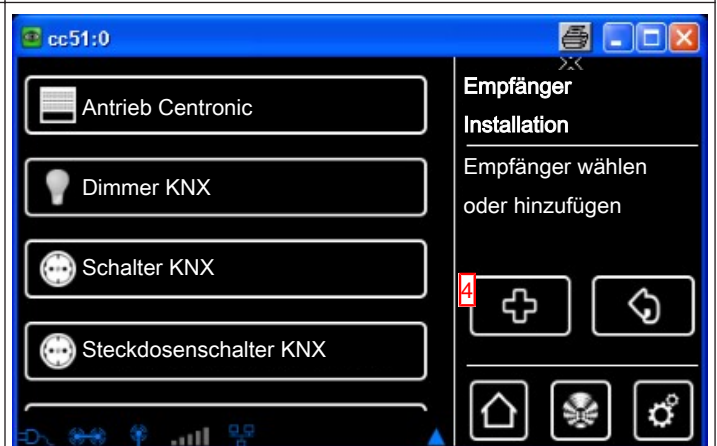 cc51:0
Antrieb Centronic
Dimmer KNX
Schalter KNX
Steckdosenschalter KNX
Empfänger
Installation
Empfänger wählen
oder hinzufügen
4